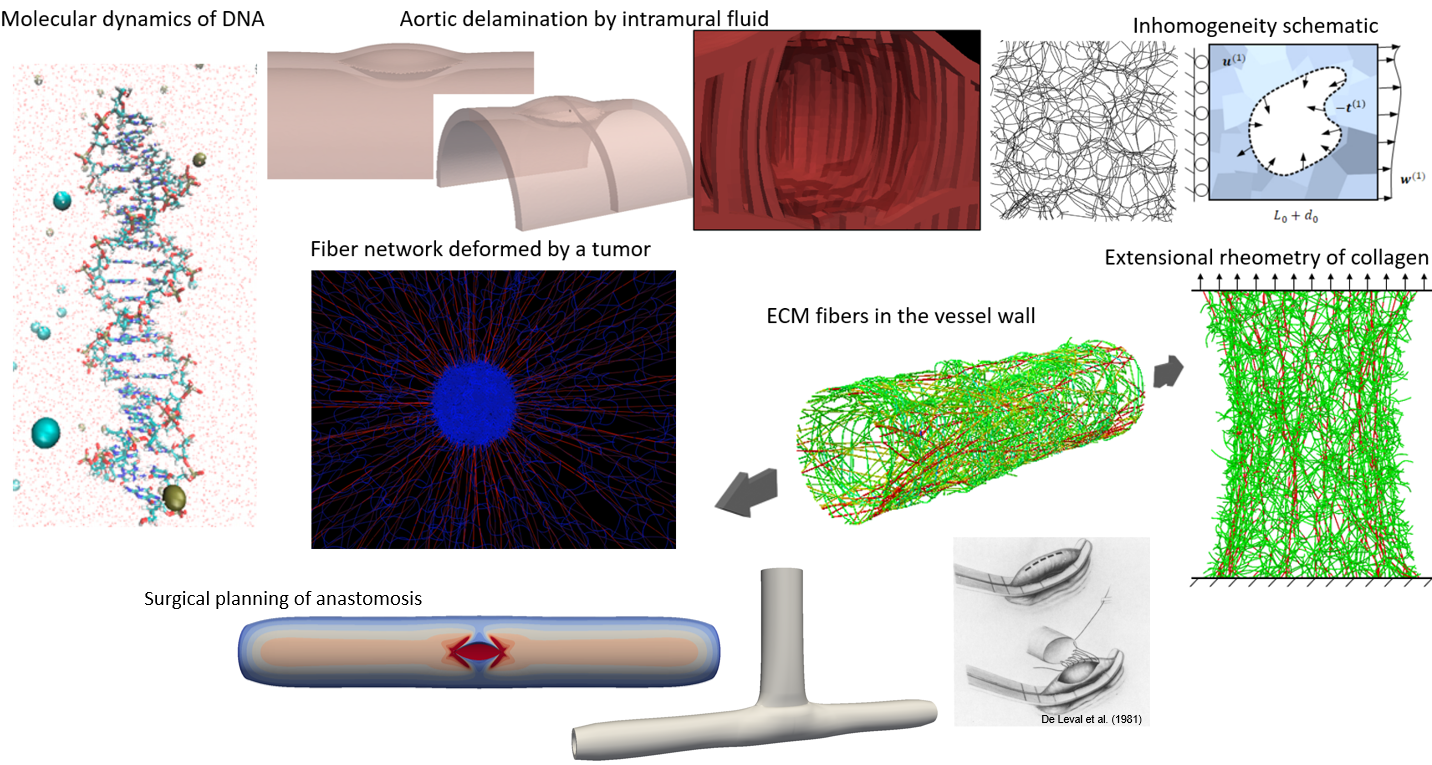 Molecular dynamics of DNA
Aortic delamination by intramural fluid
Inhomogeneity schematic
u⁽¹⁾
−t⁽¹⁾
w⁽¹⁾
L₀ + d₀
Fiber network deformed by a tumor
Extensional rheometry of collagen
ECM fibers in the vessel wall
Surgical planning of anastomosis
De Leval et al. (1981)